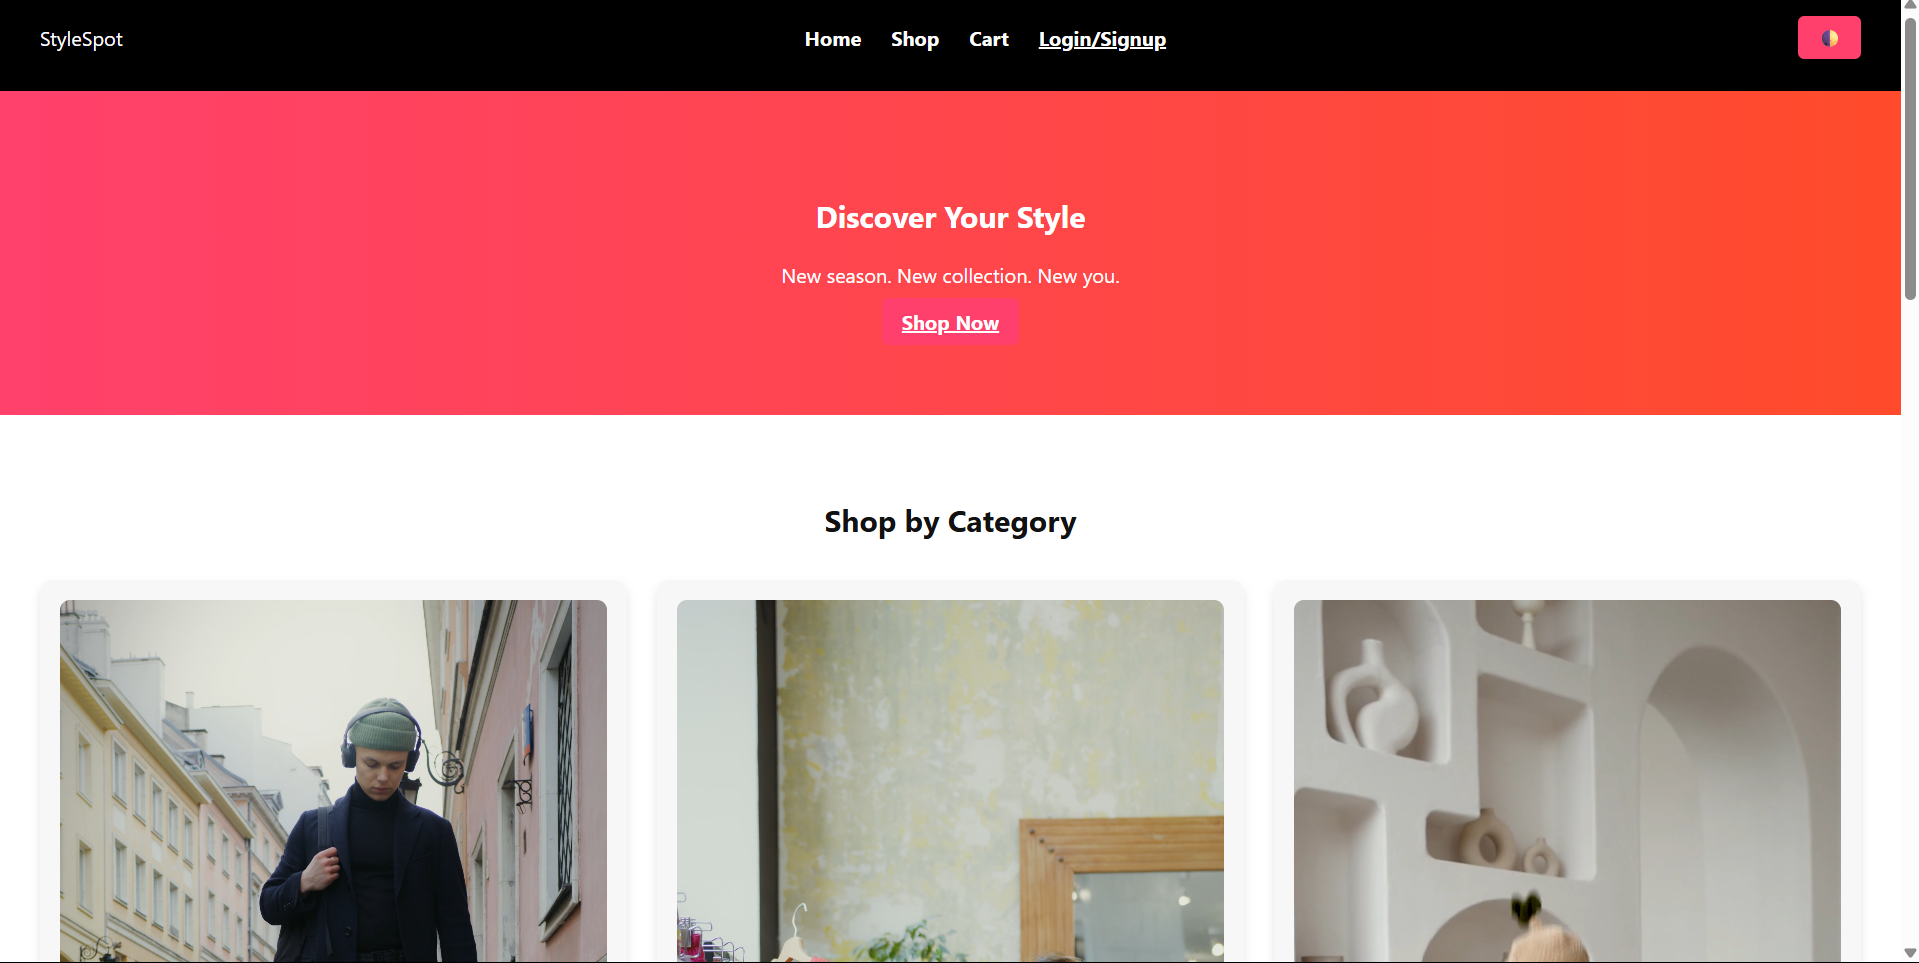 StyleSpot
Home Shop Cart Login/Signup
Discover Your Style
New season. New collection. New you.
Shop Now
Shop by Category